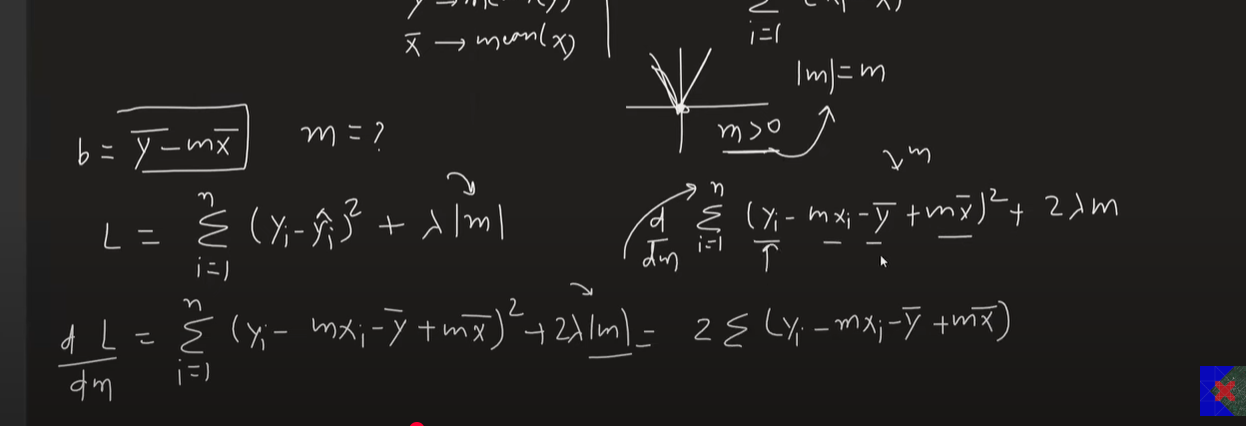 x̄ → mean(x)
n
Σ
i=1
|m|=m
m>0
b = ȳ - mx̄
m = ?
↓m
L = Σ_{i=1}^{n} (yᵢ - ŷᵢ)² + λ|m|
d/dm Σ_{i=1}^{n} (yᵢ - mxᵢ - ȳ + mx̄)² + 2λm
dL/dm = Σ_{i=1}^{n} (yᵢ - mxᵢ - ȳ + mx̄)² + 2λ|m| = 2 Σ (yᵢ - mxᵢ - ȳ + mx̄)